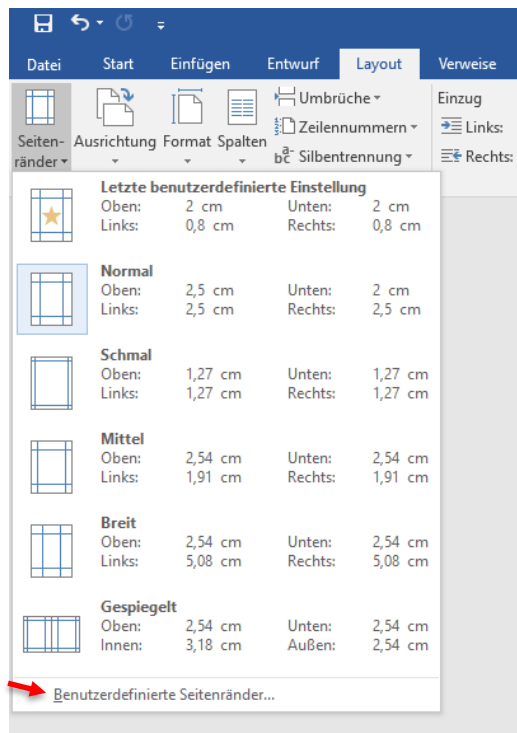 Datei Start Einfügen Entwurf Layout Verweise
Seiten-
ränder
Ausrichtung Format Spalten
Umbrüche
Zeilennummern
Silbentrennung
Einzug
Links:
Rechts:
Letzte benutzerdefinierte Einstellung
Oben: 2 cm Unten: 2 cm
Links: 0,8 cm Rechts: 0,8 cm
Normal
Oben: 2,5 cm Unten: 2 cm
Links: 2,5 cm Rechts: 2,5 cm
Schmal
Oben: 1,27 cm Unten: 1,27 cm
Links: 1,27 cm Rechts: 1,27 cm
Mittel
Oben: 2,54 cm Unten: 2,54 cm
Links: 1,91 cm Rechts: 1,91 cm
Breit
Oben: 2,54 cm Unten: 2,54 cm
Links: 5,08 cm Rechts: 5,08 cm
Gespiegelt
Oben: 2,54 cm Unten: 2,54 cm
Innen: 3,18 cm Außen: 2,54 cm
Benutzerdefinierte Seitenränder...